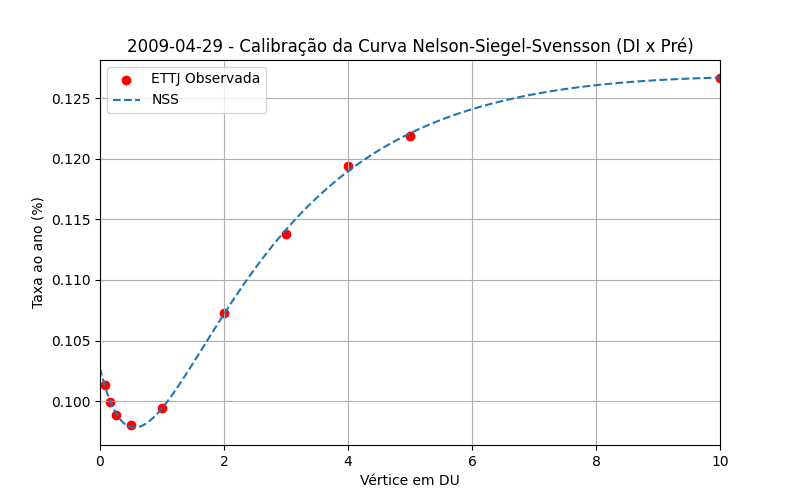 2009-04-29 - Calibração da Curva Nelson-Siegel-Svensson (DI x Pré)
ETTJ Observada
NSS
Taxa ao ano (%)
0.125
0.120
0.115
0.110
0.105
0.100
0 2 4 6 8 10
Vértice em DU